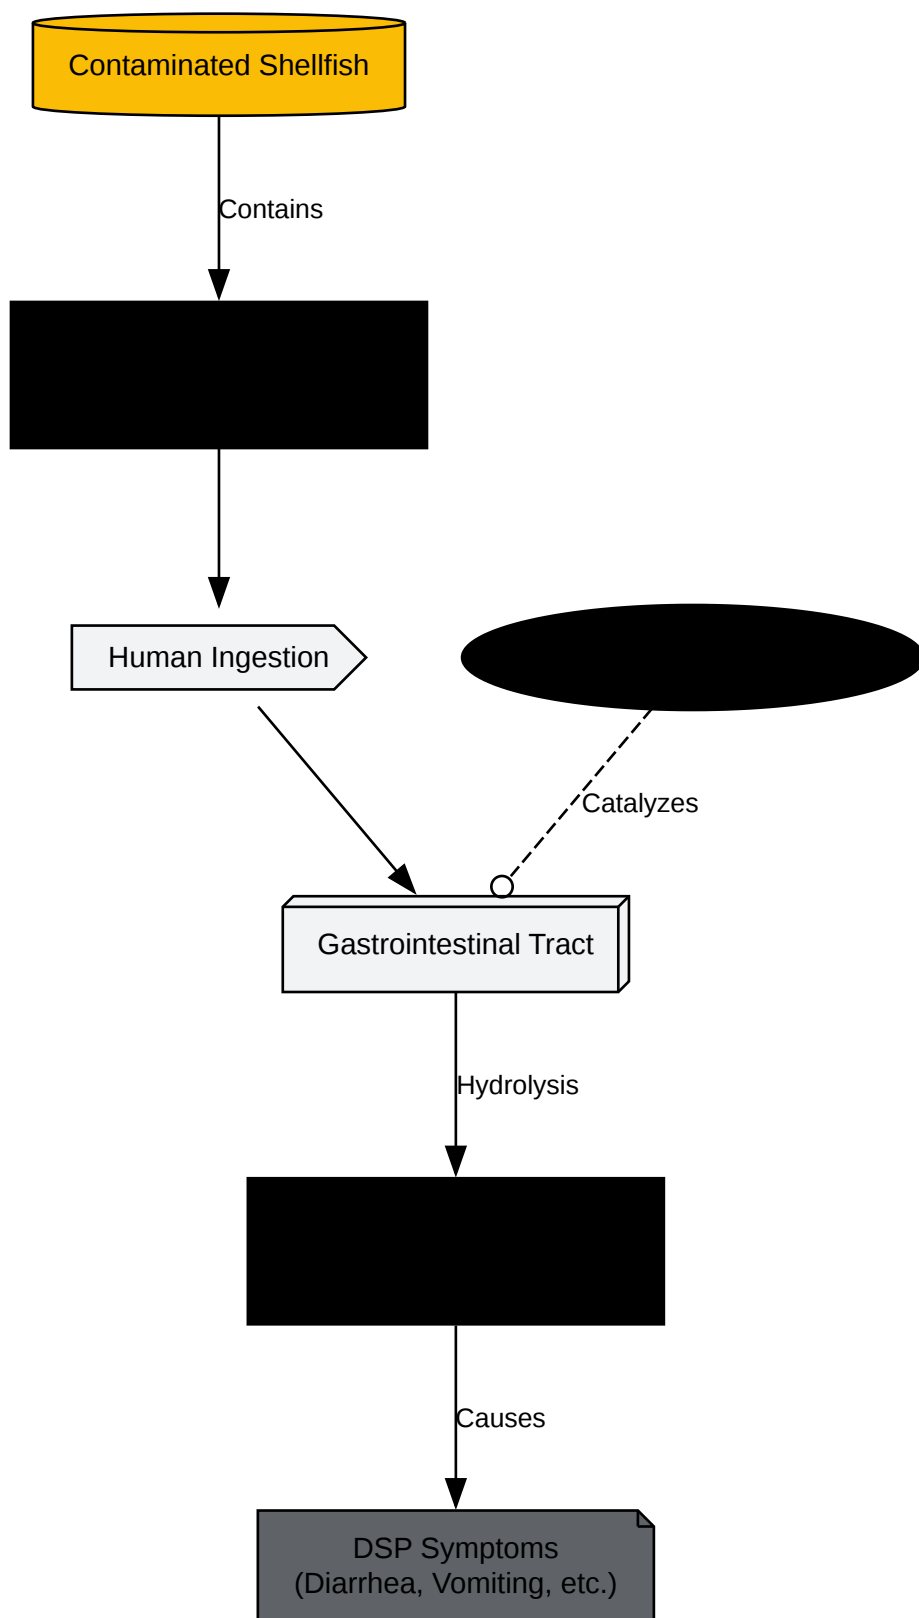 Contaminated Shellfish
Contains
Human Ingestion
Catalyzes
Gastrointestinal Tract
Hydrolysis
Causes
DSP Symptoms
(Diarrhea, Vomiting, etc.)